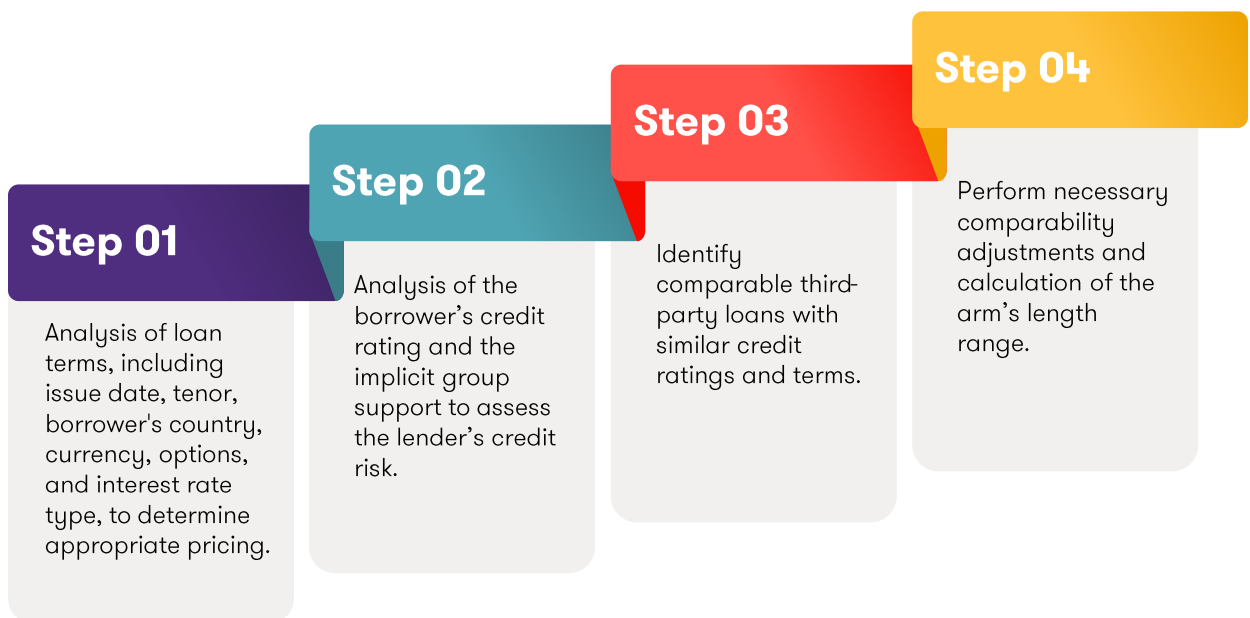 Step 01
Analysis of loan
terms, including
issue date, tenor,
borrower's country,
currency, options,
and interest rate
type, to determine
appropriate pricing.
Step 02
Analysis of the
borrower’s credit
rating and the
implicit group
support to assess
the lender’s credit
risk.
Step 03
Identify
comparable third-
party loans with
similar credit
ratings and terms.
Step 04
Perform necessary
comparability
adjustments and
calculation of the
arm’s length
range.